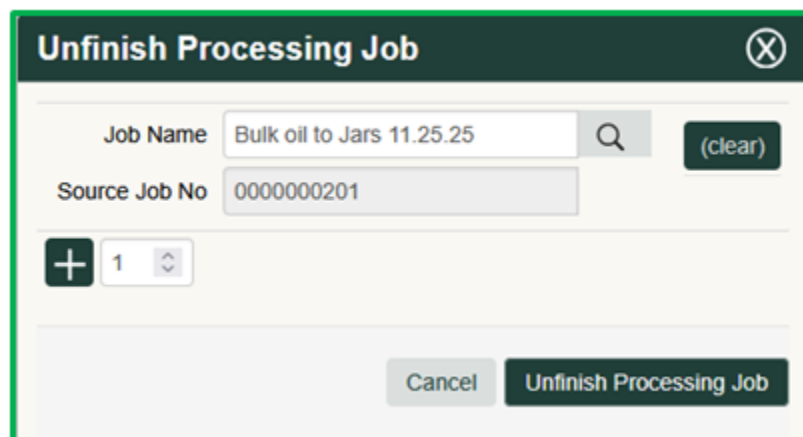 Unfinish Processing Job
Job Name Bulk oil to Jars 11.25.25 (clear)
Source Job No 0000000201
1
Cancel Unfinish Processing Job